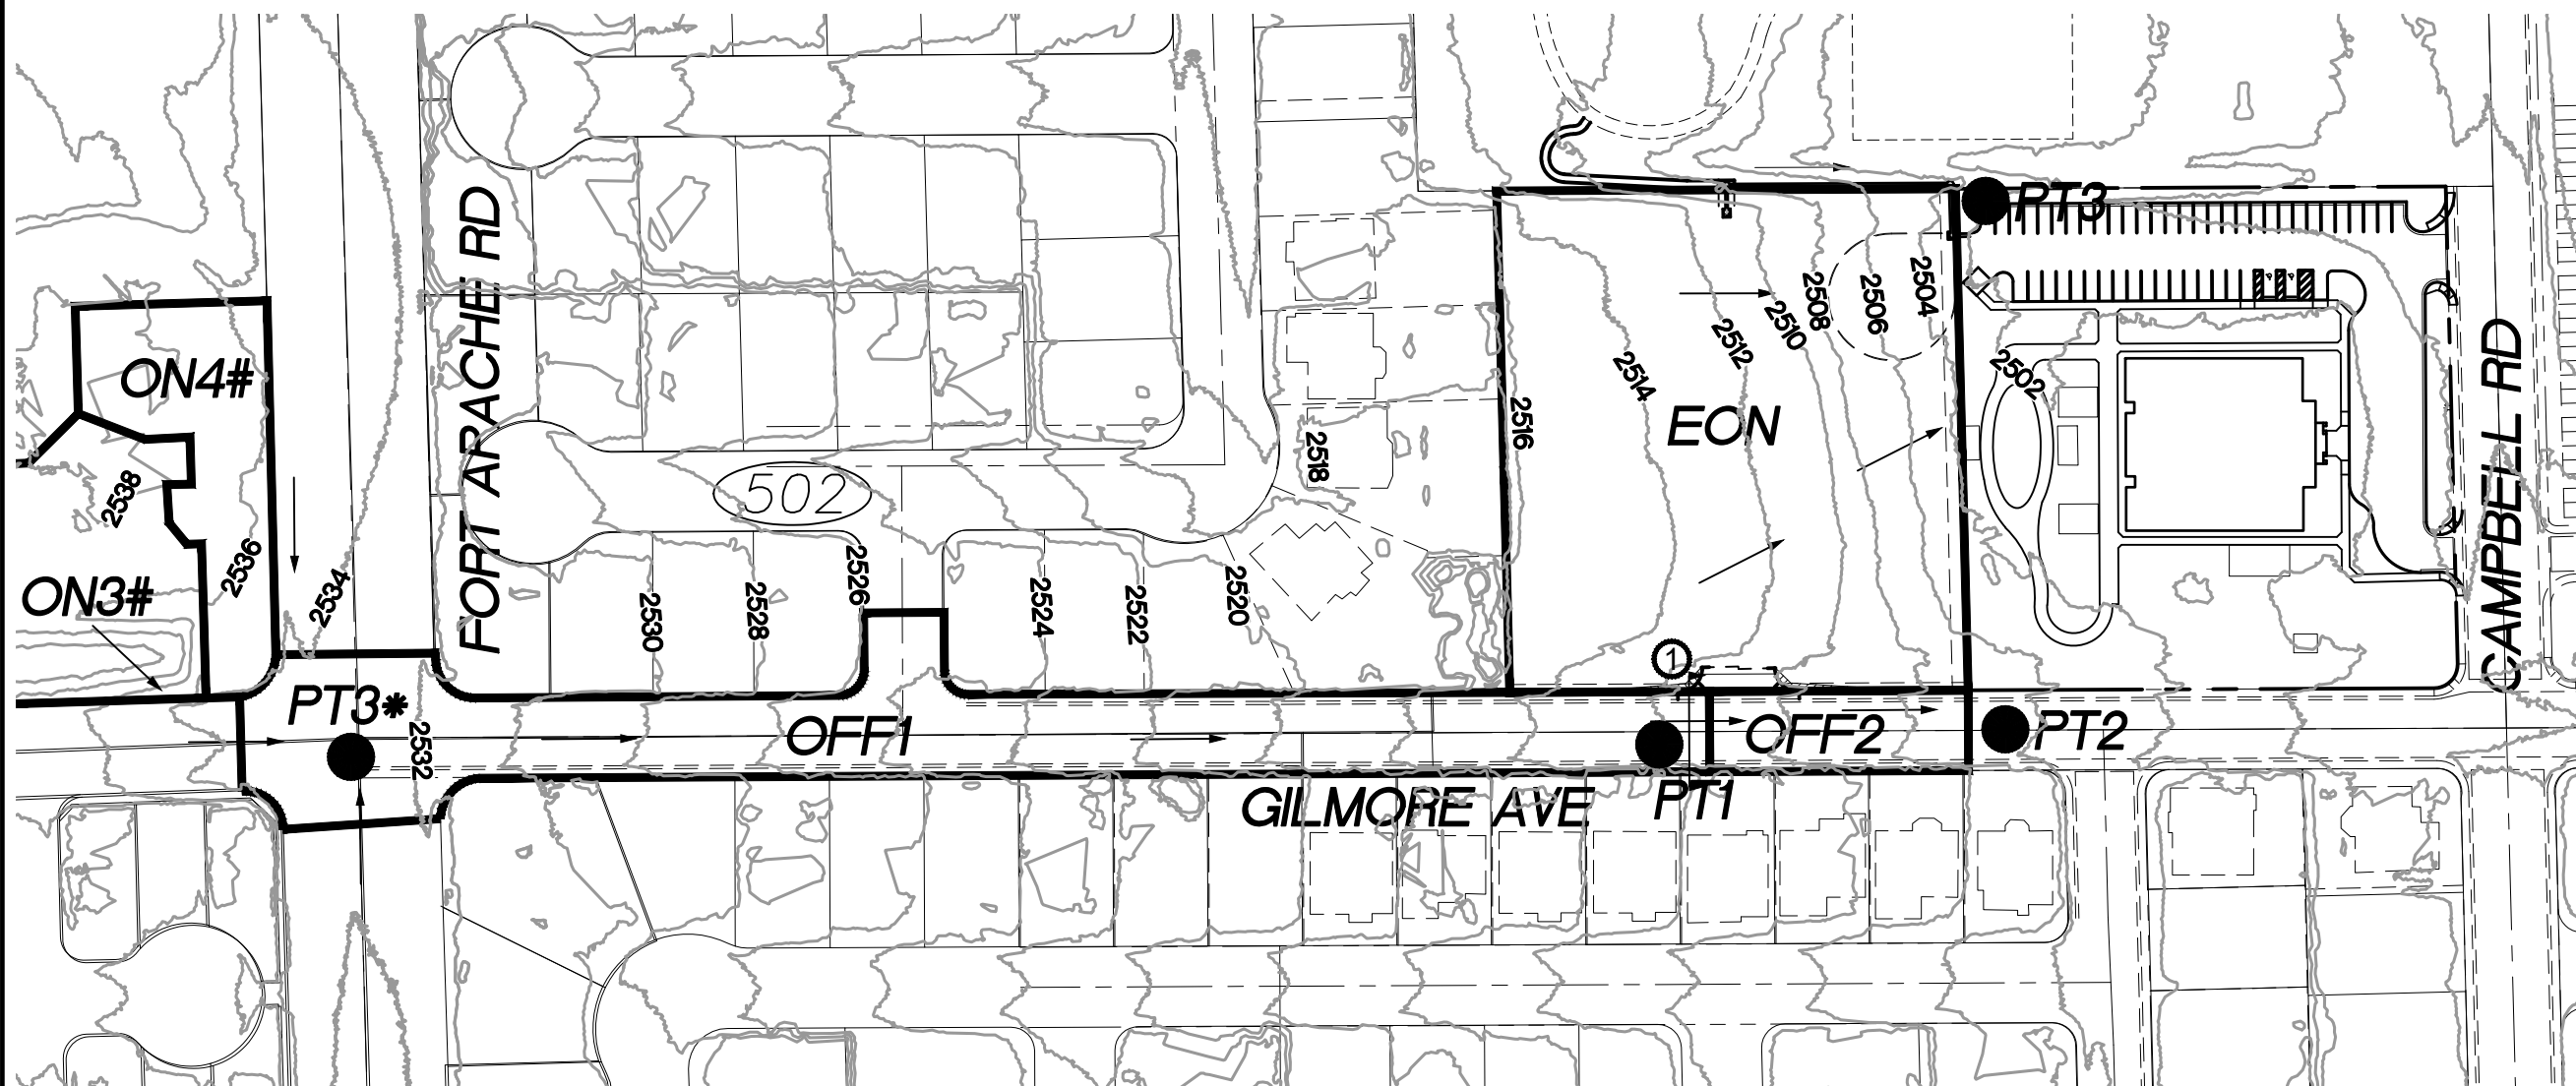 PT3
FORT APACHE RD
ON4#
2504
2508
2506
2510
2512
2514
2502
CAMPBELL RD
EON
2516
2518
502
2538
2536
2534
ON3#
2530
2528
2526
2524
2522
2520
1
PT3*
2532
OFF1
OFF2
PT2
PT1
GILMORE AVE